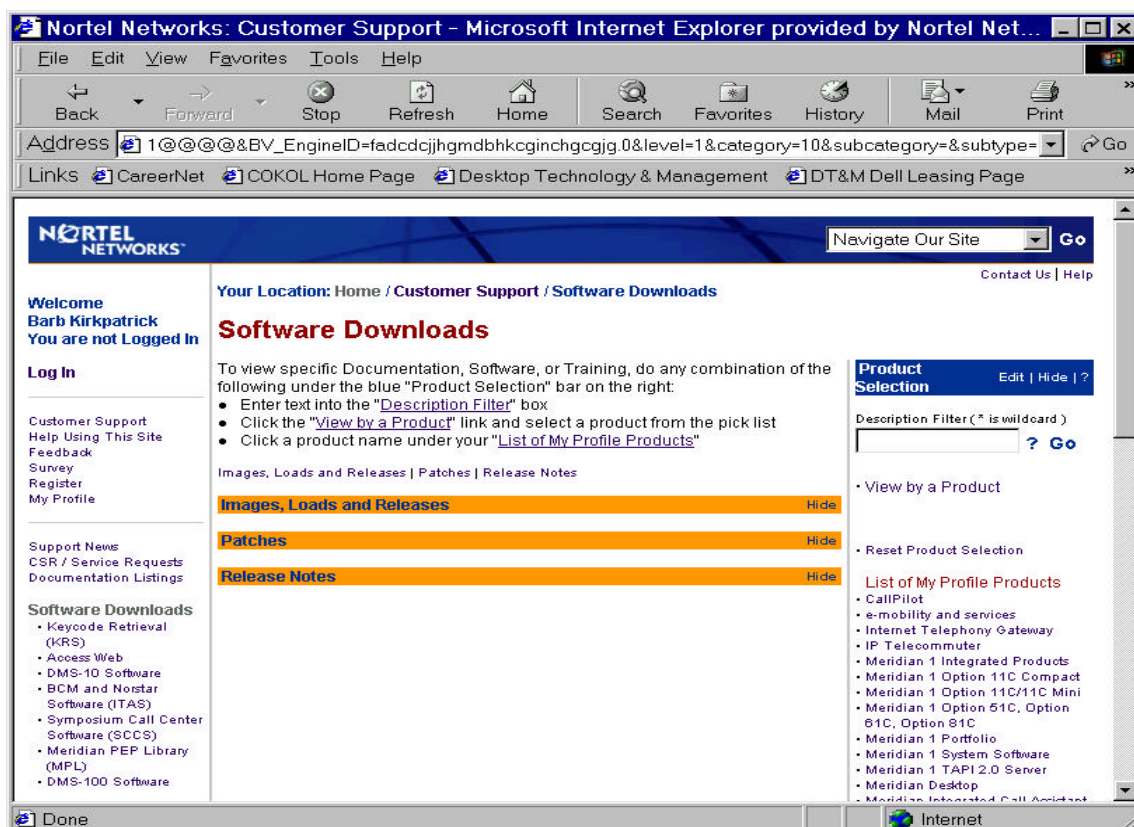 Nortel Networks: Customer Support - Microsoft Internet Explorer provided by Nortel Net...
File Edit View Favorites Tools Help
Back Forward Stop Refresh Home Search Favorites History Mail Print
Address 1@@@@&BV_EngineID=fadcdcjjhgmdbhkcginchgcgjg.0&level=1&category=10&subcategory=&subtype= Go
Links CareerNet COKOL Home Page Desktop Technology & Management DT&M Dell Leasing Page
NORTEL
NETWORKS™
Navigate Our Site Go
Contact Us | Help
Welcome
Barb Kirkpatrick
You are not Logged In
Log In
Customer Support
Help Using This Site
Feedback
Survey
Register
My Profile
Support News
CSR / Service Requests
Documentation Listings
Software Downloads
• Keycode Retrieval
(KRS)
• Access Web
• DMS-10 Software
• BCM and Norstar
Software (ITAS)
• Symposium Call Center
Software (SCCS)
• Meridian PEP Library
(MPL)
• DMS-100 Software
Your Location: Home / Customer Support / Software Downloads
Software Downloads
To view specific Documentation, Software, or Training, do any combination of the
following under the blue "Product Selection" bar on the right:
● Enter text into the "Description Filter" box
● Click the "View by a Product" link and select a product from the pick list
● Click a product name under your "List of My Profile Products"
Images, Loads and Releases | Patches | Release Notes
Images, Loads and Releases Hide
Patches Hide
Release Notes Hide
Product
Selection
Edit | Hide | ?
Description Filter (* is wildcard )
? Go
• View by a Product
• Reset Product Selection
List of My Profile Products
• CallPilot
• e-mobility and services
• Internet Telephony Gateway
• IP Telecommuter
• Meridian 1 Integrated Products
• Meridian 1 Option 11C Compact
• Meridian 1 Option 11C/11C Mini
• Meridian 1 Option 51C, Option
61C, Option 81C
• Meridian 1 Portfolio
• Meridian 1 System Software
• Meridian 1 TAPI 2.0 Server
• Meridian Desktop
• Meridian Integrated Call Assistant
Done
Internet